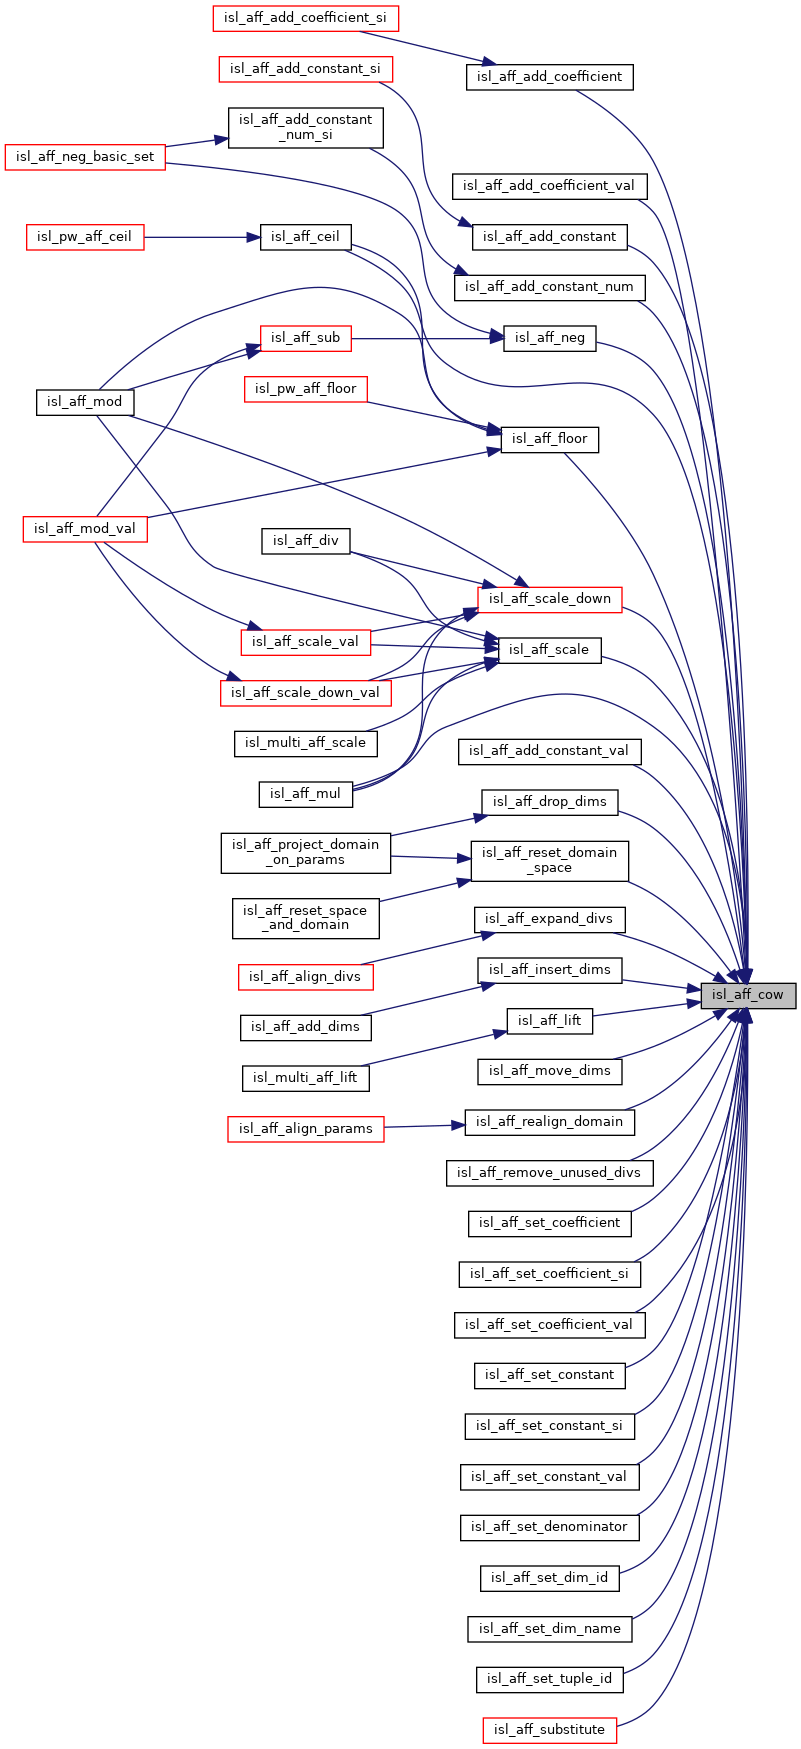 isl_aff_add_coefficient_si
isl_aff_add_constant_si
isl_aff_add_coefficient
isl_aff_add_constant
_num_si
isl_aff_neg_basic_set
isl_aff_add_coefficient_val
isl_pw_aff_ceil
isl_aff_ceil
isl_aff_add_constant
isl_aff_add_constant_num
isl_aff_sub
isl_aff_neg
isl_pw_aff_floor
isl_aff_mod
isl_aff_floor
isl_aff_mod_val
isl_aff_div
isl_aff_scale_down
isl_aff_scale_val
isl_aff_scale
isl_aff_scale_down_val
isl_multi_aff_scale
isl_aff_add_constant_val
isl_aff_mul
isl_aff_drop_dims
isl_aff_project_domain
_on_params
isl_aff_reset_domain
_space
isl_aff_reset_space
_and_domain
isl_aff_expand_divs
isl_aff_align_divs
isl_aff_insert_dims
isl_aff_cow
isl_aff_add_dims
isl_aff_lift
isl_multi_aff_lift
isl_aff_move_dims
isl_aff_align_params
isl_aff_realign_domain
isl_aff_remove_unused_divs
isl_aff_set_coefficient
isl_aff_set_coefficient_si
isl_aff_set_coefficient_val
isl_aff_set_constant
isl_aff_set_constant_si
isl_aff_set_constant_val
isl_aff_set_denominator
isl_aff_set_dim_id
isl_aff_set_dim_name
isl_aff_set_tuple_id
isl_aff_substitute